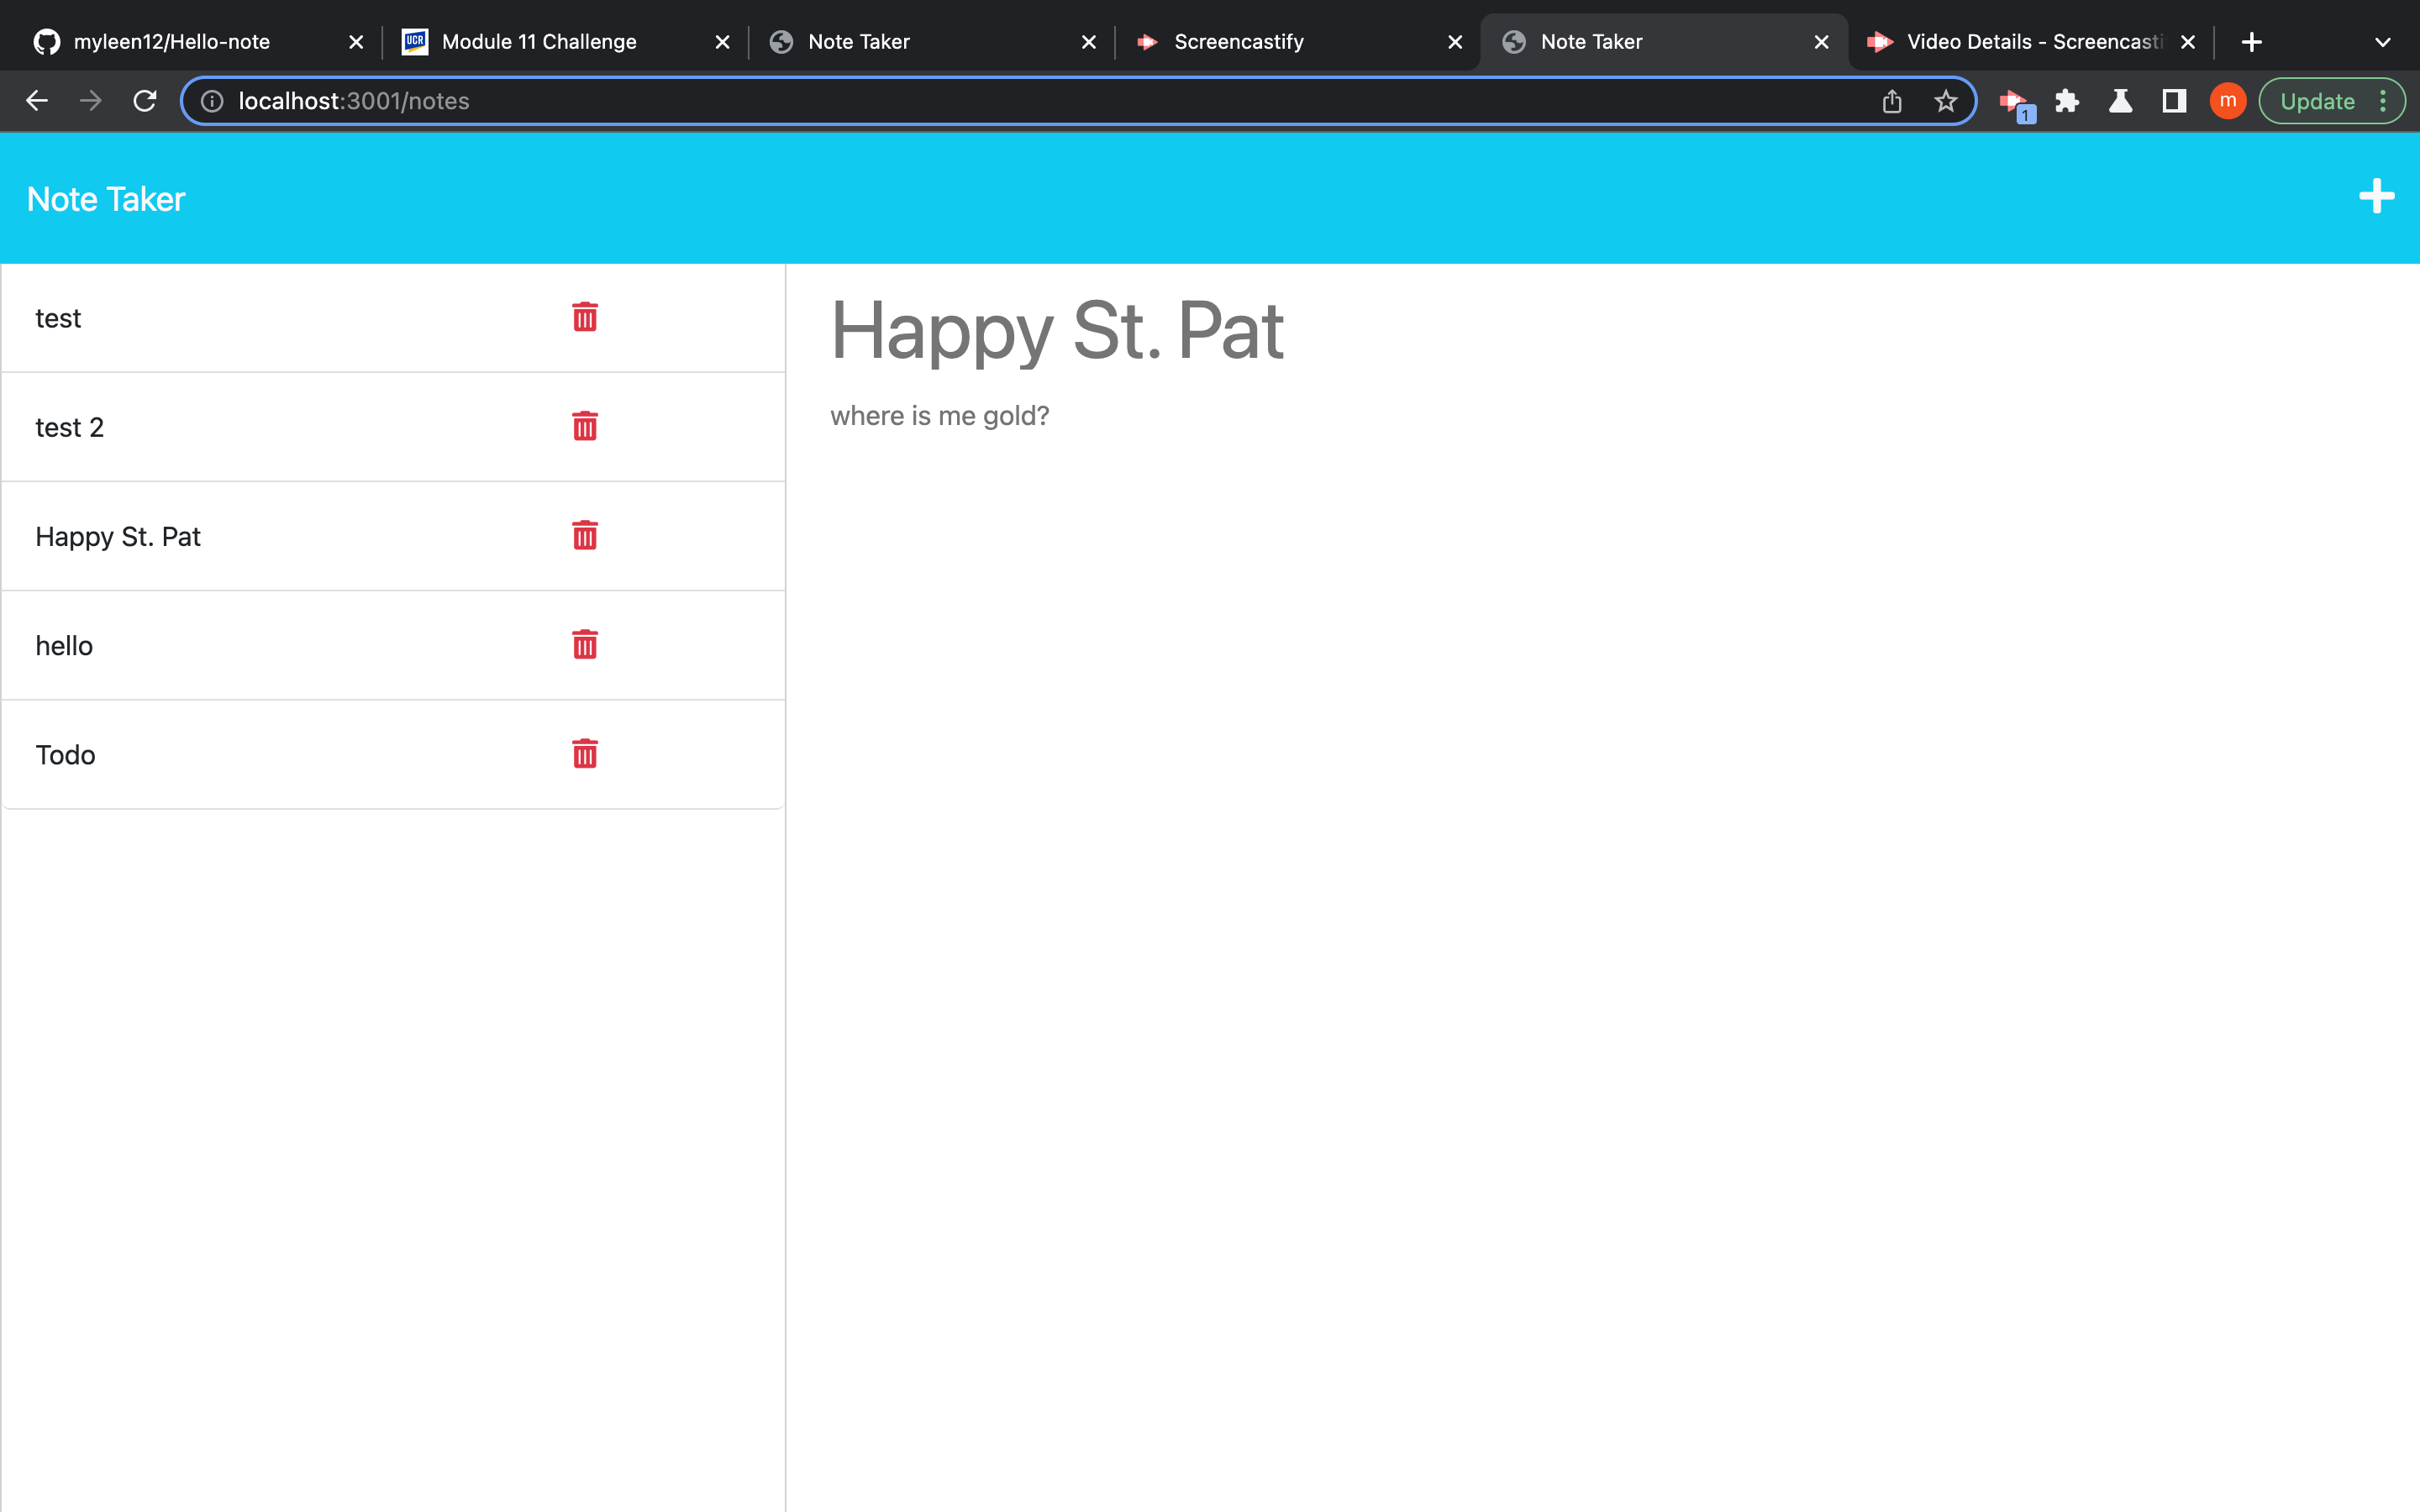 myleen12/Hello-note
UCR
Module 11 Challenge
Note Taker
Screencastify
Note Taker
Video Details - Screencasti
localhost:3001/notes
1
m
Update
Note Taker
test
test 2
Happy St. Pat
hello
Todo
Happy St. Pat
where is me gold?